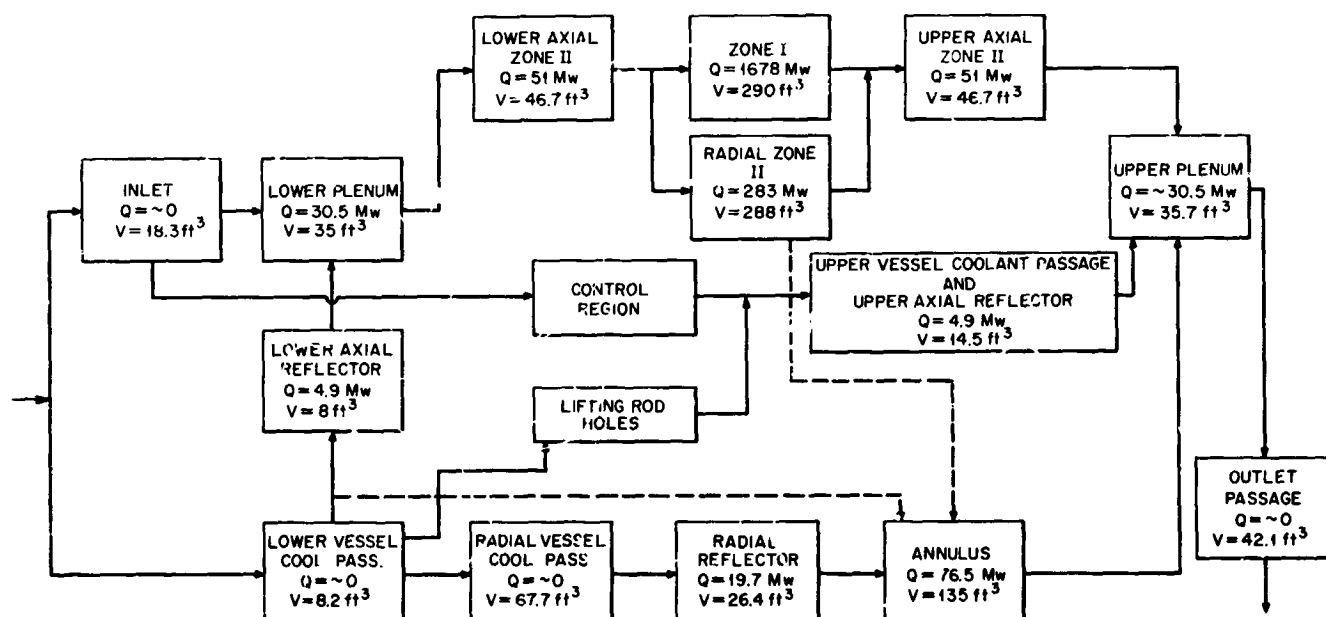 LOWER AXIAL
ZONE II
Q = 51 Mw
V = 46.7 ft³
ZONE I
Q = 1678 Mw
V = 290 ft³
UPPER AXIAL
ZONE II
Q = 51 Mw
V = 46.7 ft³
RADIAL ZONE
II
Q = 283 Mw
V = 288 ft³
INLET
Q = ~0
V = 18.3 ft³
LOWER PLENUM
Q = 30.5 Mw
V = 35 ft³
UPPER PLENUM
Q = ~30.5 Mw
V = 35.7 ft³
CONTROL
REGION
UPPER VESSEL COOLANT PASSAGE
AND
UPPER AXIAL REFLECTOR
Q = 4.9 Mw
V = 14.5 ft³
LOWER AXIAL
REFLECTOR
Q = 4.9 Mw
V = 8 ft³
LIFTING ROD
HOLES
OUTLET
PASSAGE
Q = ~0
V = 42.1 ft³
LOWER VESSEL
COOL PASS.
Q = ~0
V = 8.2 ft³
RADIAL VESSEL
COOL PASS
Q = ~0
V = 67.7 ft³
RADIAL
REFLECTOR
Q = 19.7 Mw
V = 26.4 ft³
ANNULUS
Q = 76.5 Mw
V = 135 ft³